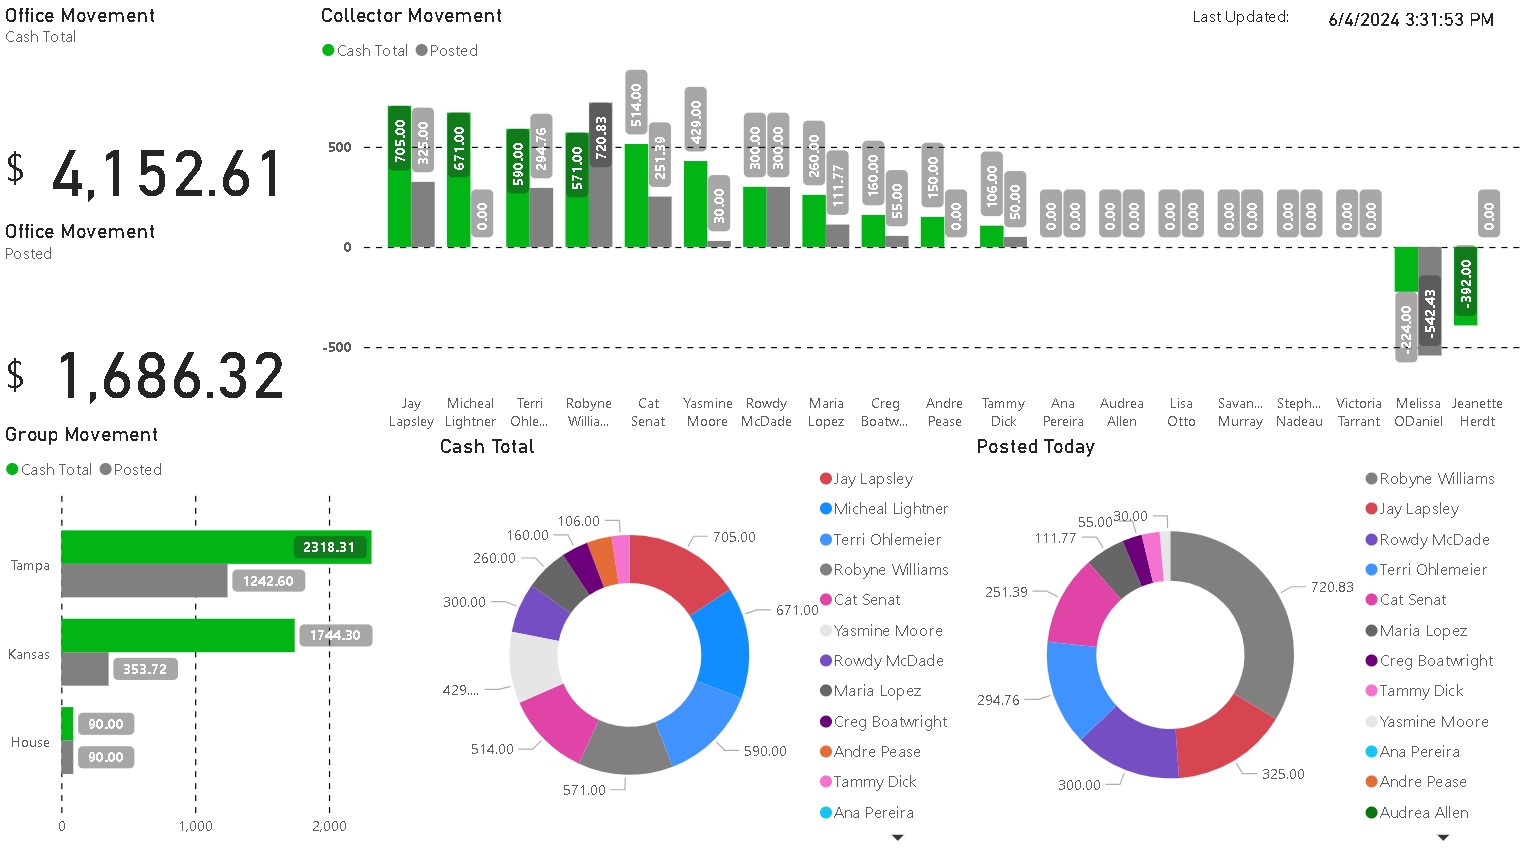 Office Movement
Cash Total
$ 4,152.61
Office Movement
Posted
$ 1,686.32
Collector Movement
Last Updated: 6/4/2024 3:31:53 PM
Cash Total Posted
500
0
-500
705.00 325.00
671.00 0.00
590.00 294.76
571.00 720.83
514.00 251.39
429.00 30.00
300.00 300.00
260.00 111.77
160.00 55.00
150.00 0.00
106.00 50.00
0.00 0.00
0.00 0.00
0.00 0.00
0.00 0.00
0.00 0.00
0.00 0.00
-224.00 -542.43
-392.00 0.00
Jay Lapsley
Micheal Lightner
Terri Ohle...
Robyne Willia...
Cat Senat
Yasmine Moore
Rowdy McDade
Maria Lopez
Creg Boatw...
Andre Pease
Tammy Dick
Ana Pereira
Audrea Allen
Lisa Otto
Savan... Murray
Steph... Nadeau
Victoria Tarrant
Melissa ODaniel
Jeanette Herdt
Group Movement
Cash Total Posted
Tampa
2318.31
1242.60
Kansas
1744.30
353.72
House
90.00
90.00
0 1,000 2,000
Cash Total
705.00
671.00
590.00
571.00
514.00
429....
300.00
260.00
160.00
106.00
Jay Lapsley
Micheal Lightner
Terri Ohlemeier
Robyne Williams
Cat Senat
Yasmine Moore
Rowdy McDade
Maria Lopez
Creg Boatwright
Andre Pease
Tammy Dick
Ana Pereira
Posted Today
720.83
325.00
300.00
294.76
251.39
111.77
55.00
30.00
Robyne Williams
Jay Lapsley
Rowdy McDade
Terri Ohlemeier
Cat Senat
Maria Lopez
Creg Boatwright
Tammy Dick
Yasmine Moore
Ana Pereira
Andre Pease
Audrea Allen